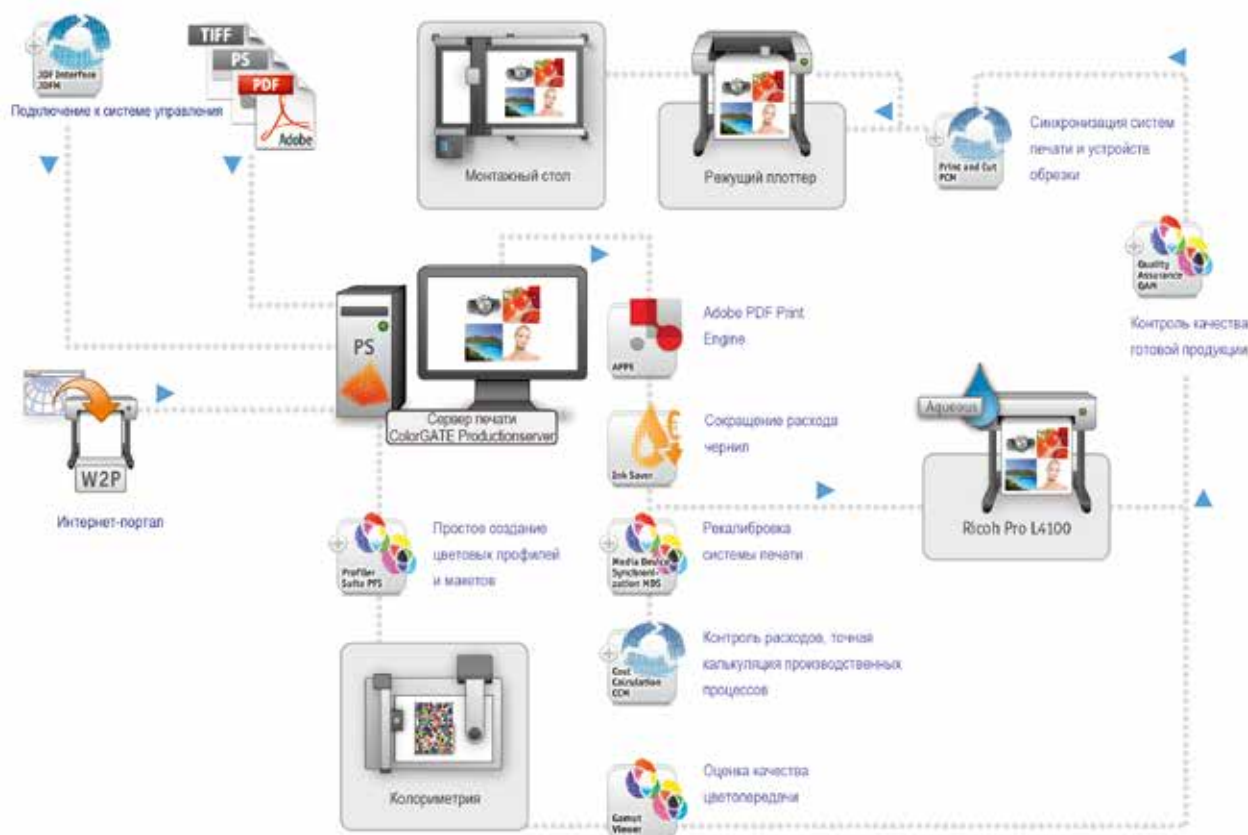 JDF Interface
JDFM
Подключение к системе управления
TIFF
PS
PDF
Adobe
Монтажный стол
Режущий плоттер
Print and Cut
PCM
Синхронизация систем
печати и устройств
обрезки
Quality
Assurance
QAM
Контроль качества
готовой продукции
PS
Сервер печати
ColorGATE Productionserver
APPE
Adobe PDF Print
Engine
W2P
Интернет-портал
Ink Saver
Сокращение расхода
чернил
Aqueous
Ricoh Pro L4100
Profiler
Suite PFS
Простое создание
цветовых профилей
и макетов
Media Device
Synchroni-
zation MDS
Рекалибровка
системы печати
Cost
Calculation
CCM
Контроль расходов, точная
калькуляция производственных
процессов
Колориметрия
Gamut
Viewer
Оценка качества
цветопередачи